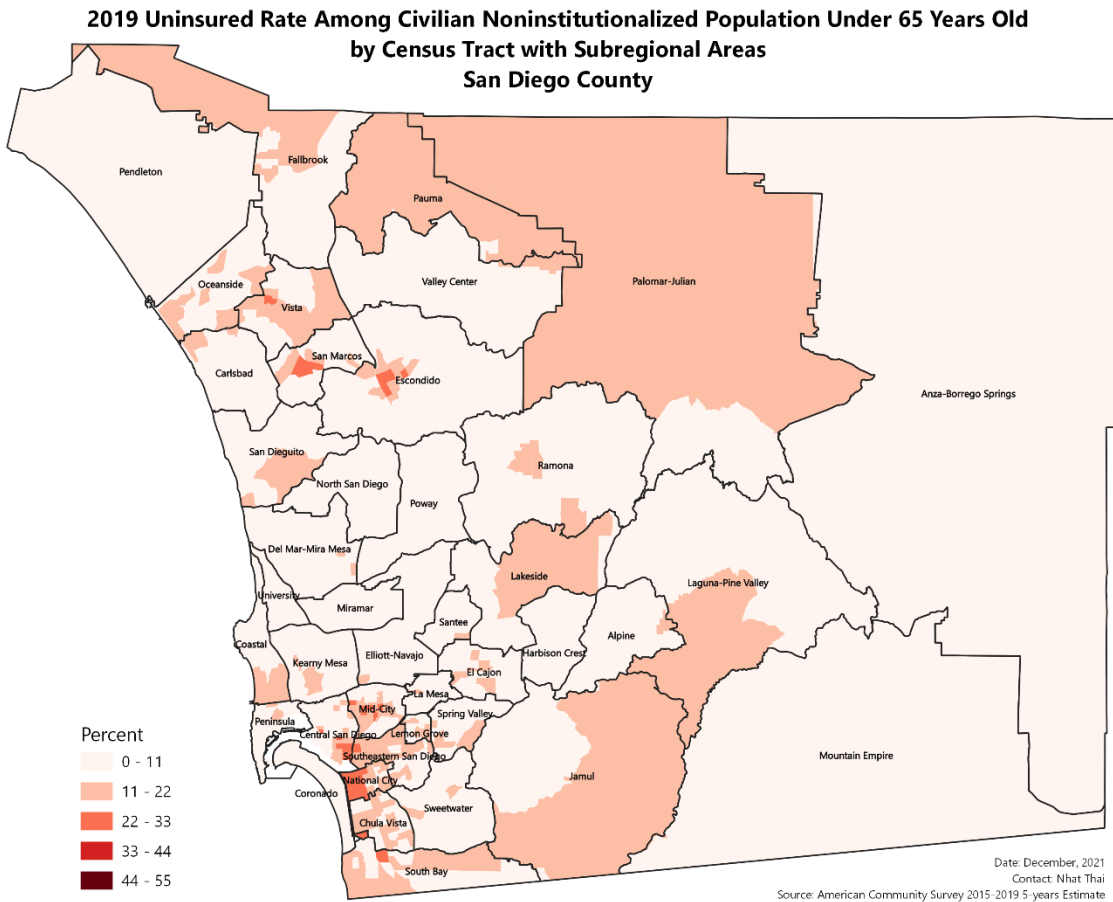 2019 Uninsured Rate Among Civilian Noninstitutionalized Population Under 65 Years Old
by Census Tract with Subregional Areas
San Diego County
Pendleton
Fallbrook
Pauma
Oceanside
Vista
Valley Center
Palomar-Julian
San Marcos
Carlsbad
Escondido
Anza-Borrego Springs
San Dieguito
North San Diego
Ramona
Poway
Del Mar-Mira Mesa
Lakeside
Laguna-Pine Valley
University
Miramar
Santee
Alpine
Coastal
Kearny Mesa
Elliott-Navajo
Harbison Crest
El Cajon
La Mesa
Mid-City
Spring Valley
Peninsula
Central San Diego
Lemon Grove
Southeastern San Diego
Mountain Empire
National City
Jamul
Coronado
Sweetwater
Chula Vista
South Bay
Percent
0 - 11
11 - 22
22 - 33
33 - 44
44 - 55
Date: December, 2021
Contact: Nhat Thai
Source: American Community Survey 2015-2019 5-years Estimate